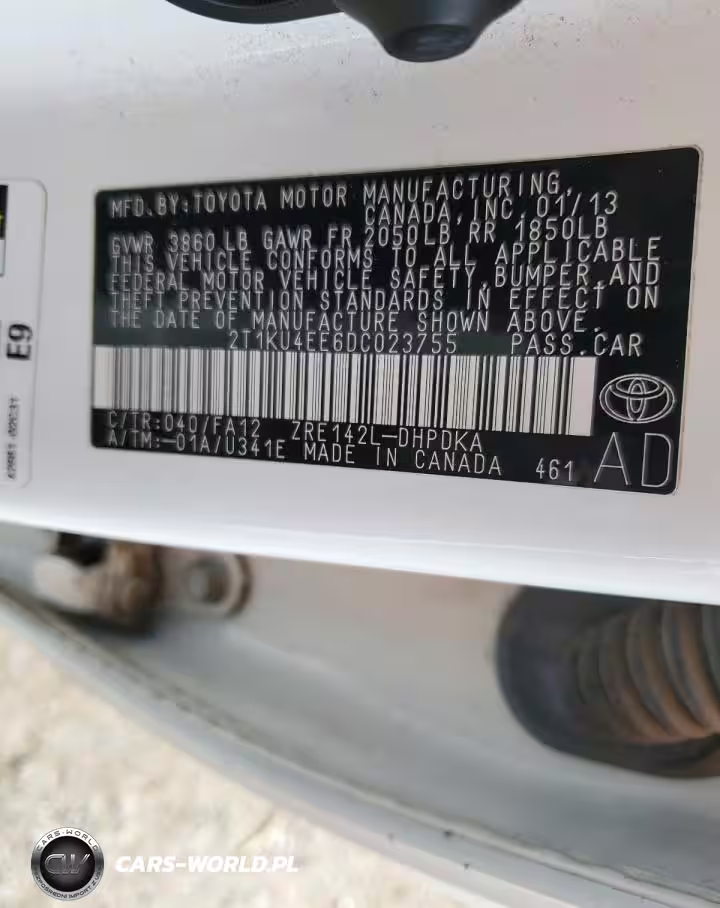 MFD.BY:TOYOTA MOTOR MANUFACTURING,
CANADA,INC,01/13
GVWR 3860LB GAWR FR 2050LB RR 1850LB
THIS VEHICLE CONFORMS TO ALL APPLICABLE
FEDERAL MOTOR VEHICLE SAFETY,BUMPER,AND
THEFT PREVENTION STANDARDS IN EFFECT ON
THE DATE OF MANUFACTURE SHOWN ABOVE.
2T1KU4EE6DC023755 PASS.CAR
C/TR:040/FA12 ZRE142L-DHPDKA
A/TM:-01A/U341E MADE IN CANADA 461
AD
E9
CARS-WORLD
CW
CARS-WORLD.PL